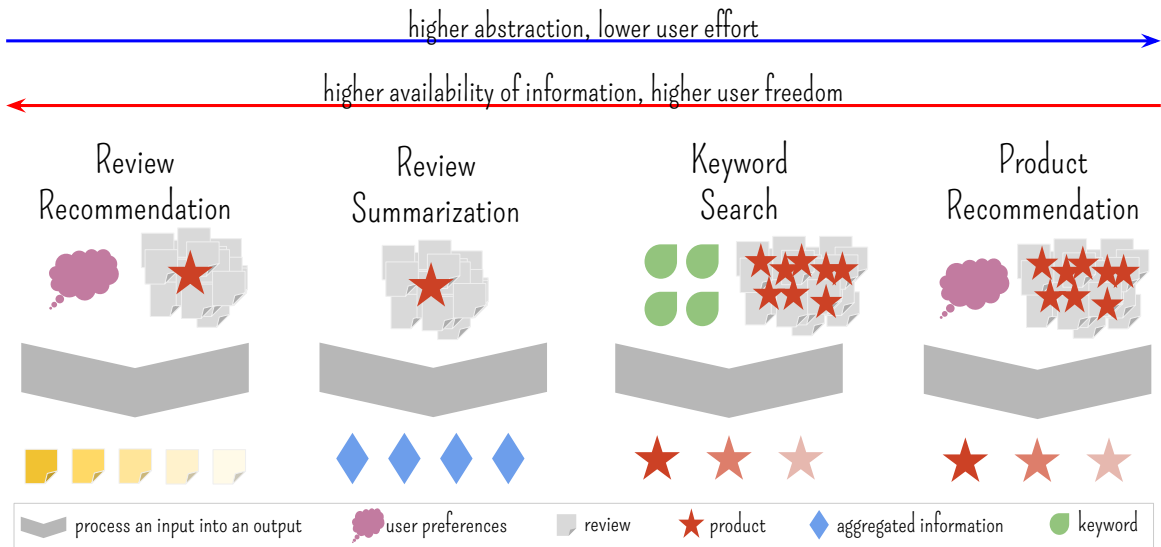 higher abstraction, lower user effort
higher availability of information, higher user freedom
Review
Recommendation
Review
Summarization
Keyword
Search
Product
Recommendation
process an input into an output
user preferences
review
product
aggregated information
keyword